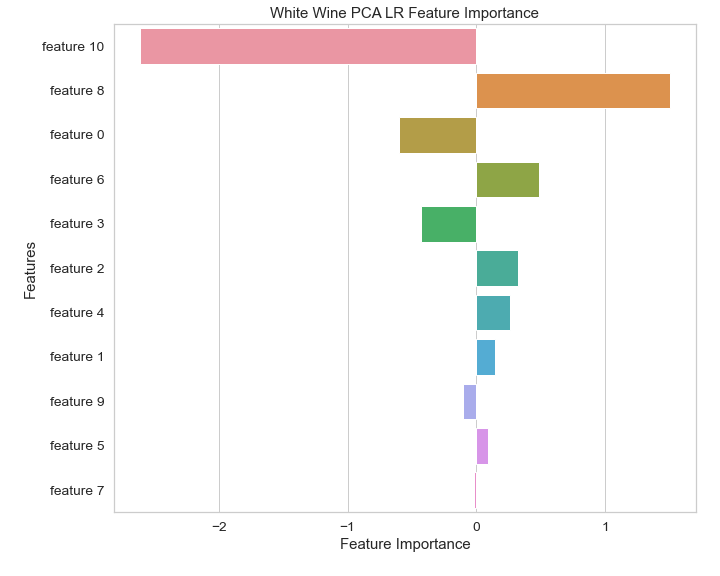 White Wine PCA LR Feature Importance
feature 10
feature 8
feature 0
feature 6
feature 3
feature 2
feature 4
feature 1
feature 9
feature 5
feature 7
Features
−2 −1 0 1
Feature Importance